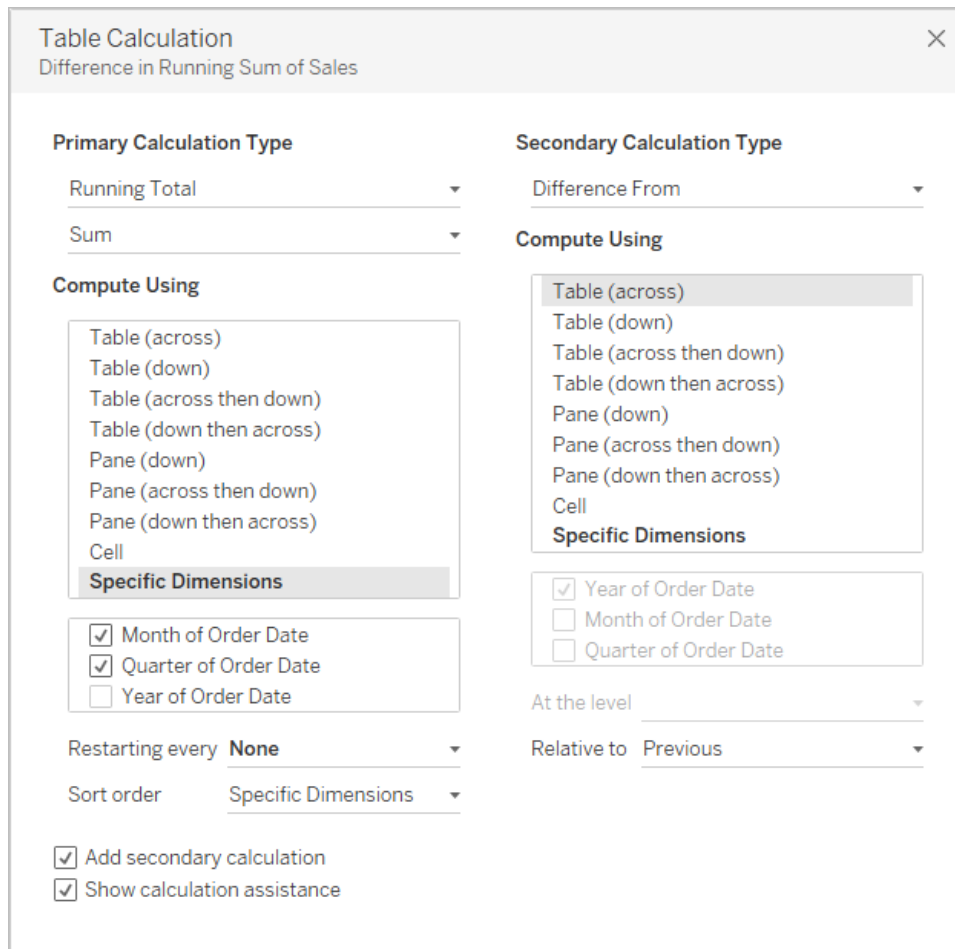 Table Calculation
Difference in Running Sum of Sales
Primary Calculation Type
Running Total
Sum
Compute Using
Table (across)
Table (down)
Table (across then down)
Table (down then across)
Pane (down)
Pane (across then down)
Pane (down then across)
Cell
Specific Dimensions
Month of Order Date
Quarter of Order Date
Year of Order Date
Restarting every None
Sort order Specific Dimensions
Add secondary calculation
Show calculation assistance
Secondary Calculation Type
Difference From
Compute Using
Table (across)
Table (down)
Table (across then down)
Table (down then across)
Pane (down)
Pane (across then down)
Pane (down then across)
Cell
Specific Dimensions
Year of Order Date
Month of Order Date
Quarter of Order Date
At the level
Relative to Previous